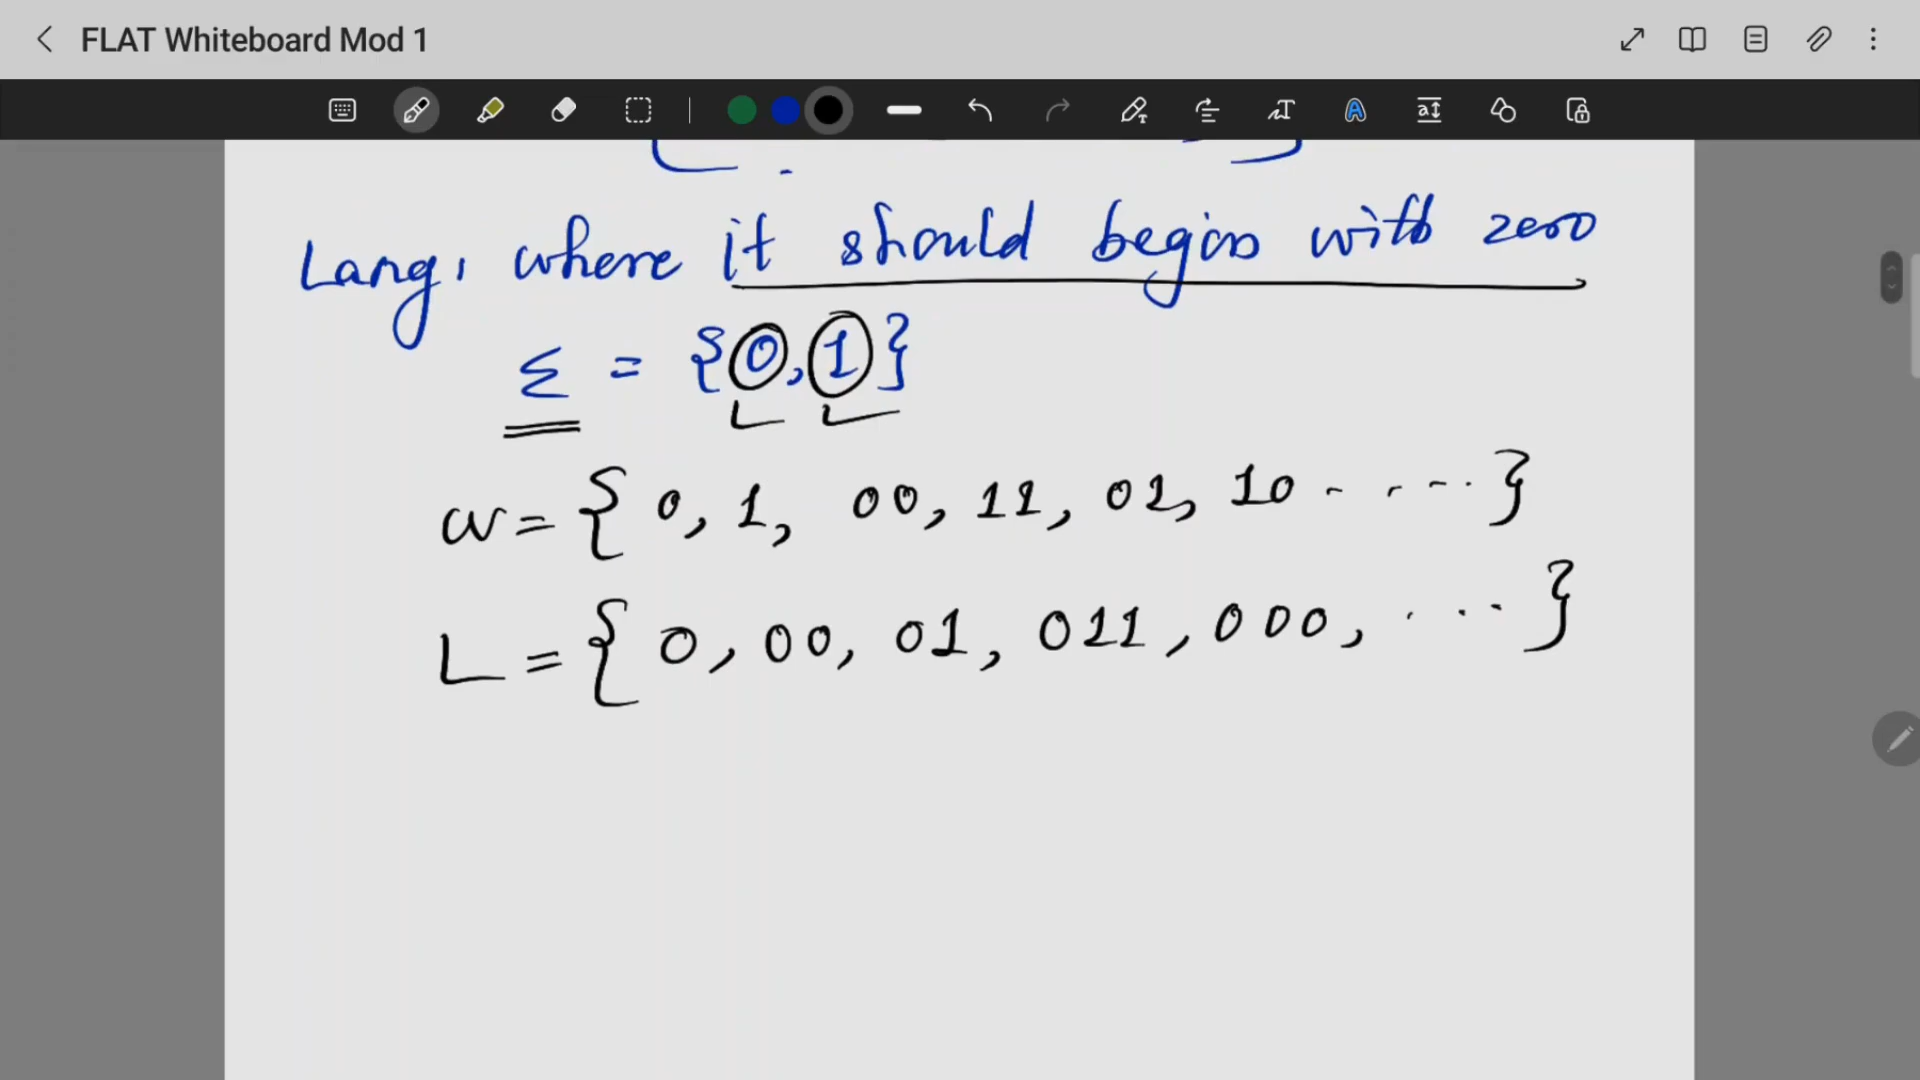 FLAT Whiteboard Mod 1
Lang, where it should begin with zero
Σ = {0, 1}
w = { 0, 1, 00, 11, 01, 10 - - - - - · }
L = { 0, 00, 01, 011, 000, · · · · }